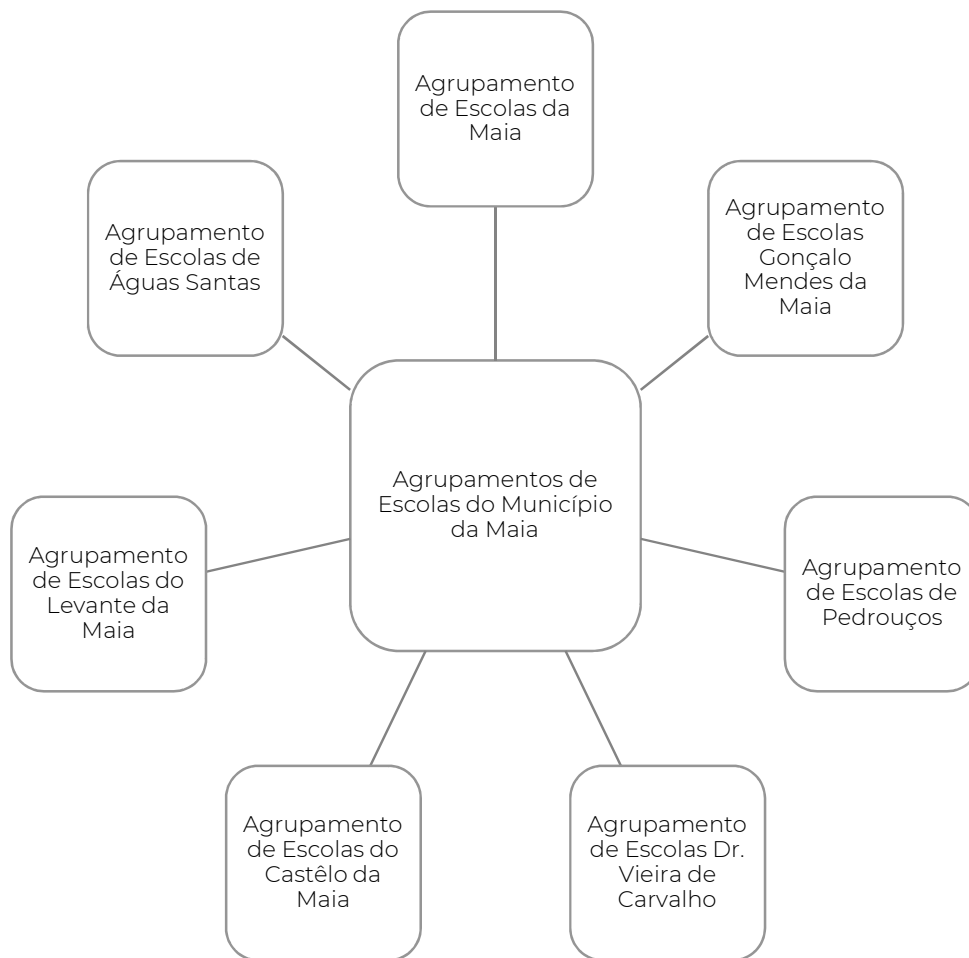 Agrupamento
de Escolas da
Maia
Agrupamento
de Escolas de
Águas Santas
Agrupamento
de Escolas
Gonçalo
Mendes da
Maia
Agrupamentos de
Escolas do Município
da Maia
Agrupamento
de Escolas do
Levante da
Maia
Agrupamento
de Escolas de
Pedrouços
Agrupamento
de Escolas do
Castêlo da
Maia
Agrupamento
de Escolas Dr.
Vieira de
Carvalho